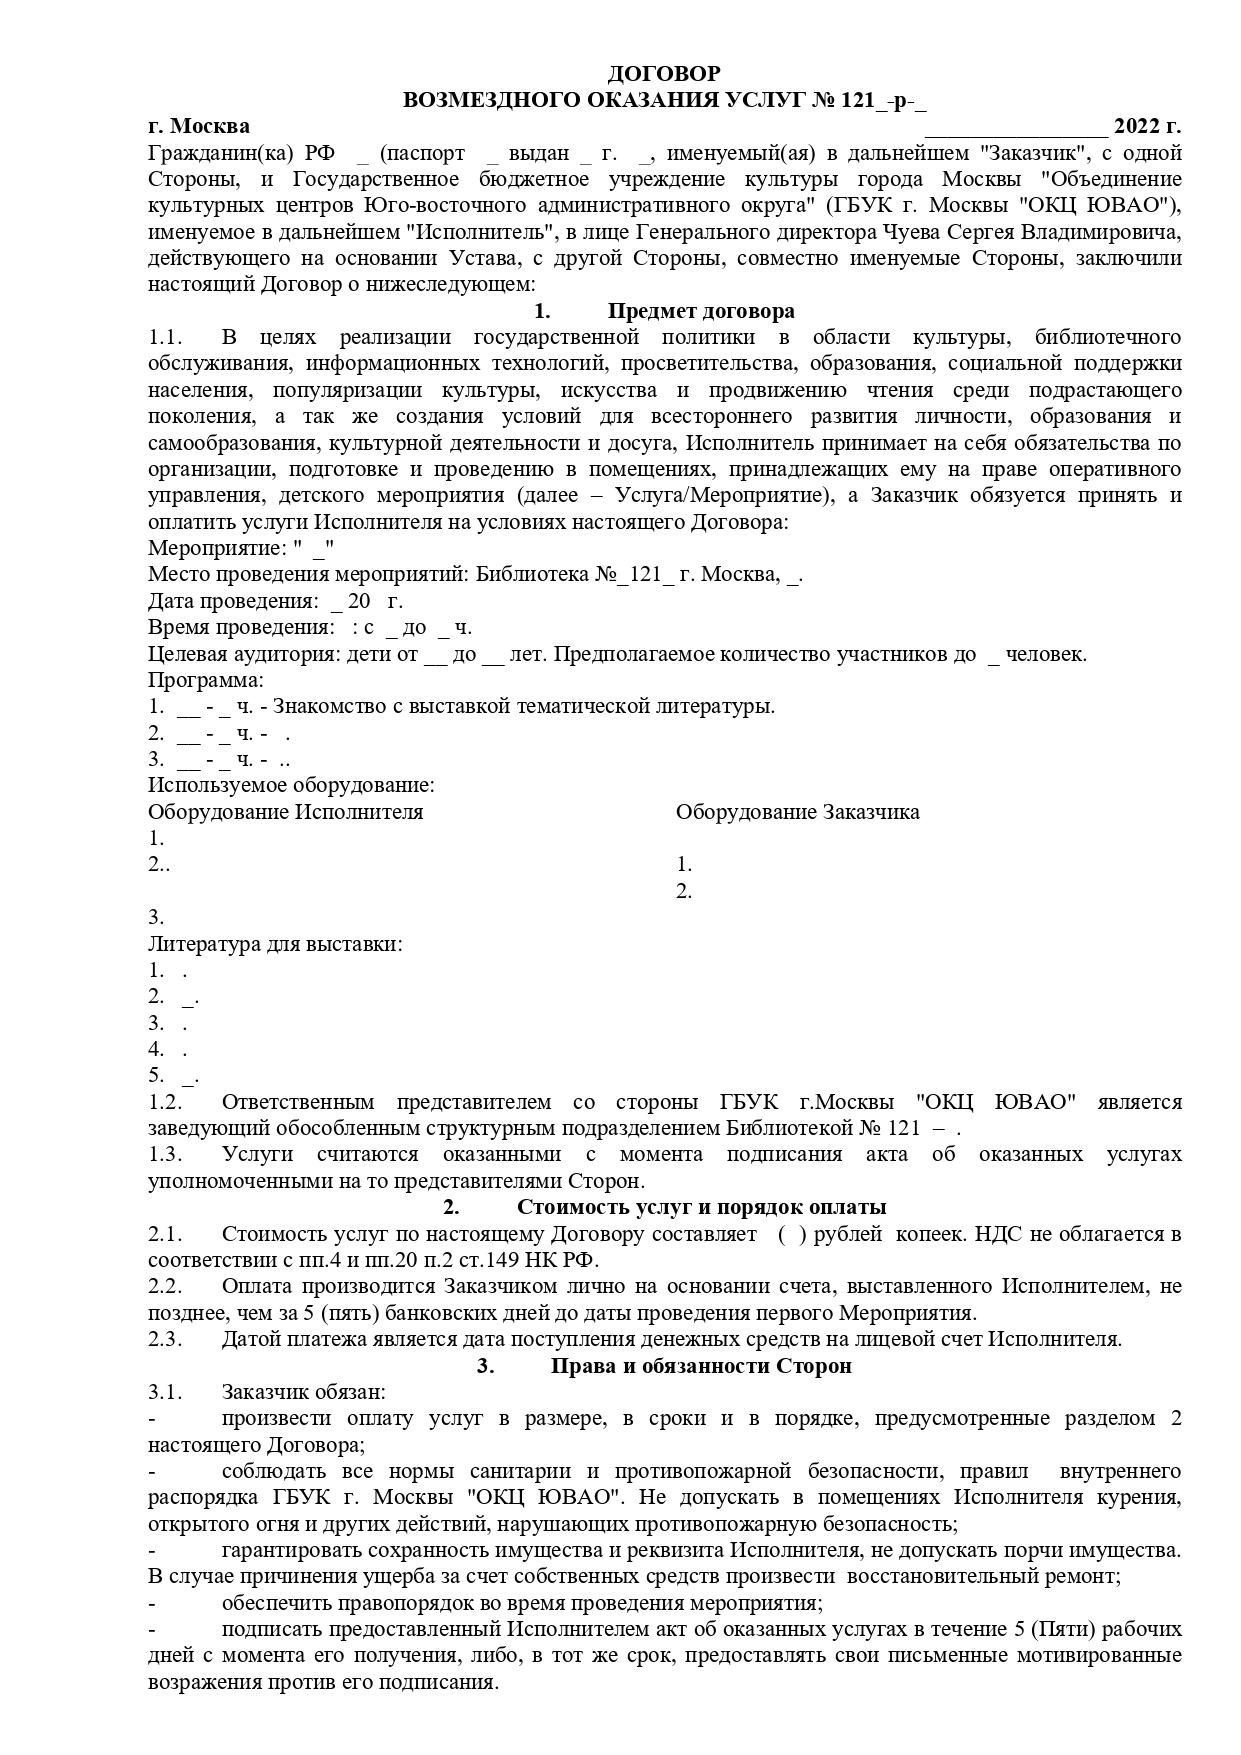 ДОГОВОР
ВОЗМЕЗДНОГО ОКАЗАНИЯ УСЛУГ № 121_-р-_
г. Москва ________________ 2022 г.
Гражданин(ка) РФ _ (паспорт _ выдан _ г. _, именуемый(ая) в дальнейшем "Заказчик", с одной
Стороны, и Государственное бюджетное учреждение культуры города Москвы "Объединение
культурных центров Юго-восточного административного округа" (ГБУК г. Москвы "ОКЦ ЮВАО"),
именуемое в дальнейшем "Исполнитель", в лице Генерального директора Чуева Сергея Владимировича,
действующего на основании Устава, с другой Стороны, совместно именуемые Стороны, заключили
настоящий Договор о нижеследующем:
1. Предмет договора
1.1. В целях реализации государственной политики в области культуры, библиотечного
обслуживания, информационных технологий, просветительства, образования, социальной поддержки
населения, популяризации культуры, искусства и продвижению чтения среди подрастающего
поколения, а так же создания условий для всестороннего развития личности, образования и
самообразования, культурной деятельности и досуга, Исполнитель принимает на себя обязательства по
организации, подготовке и проведению в помещениях, принадлежащих ему на праве оперативного
управления, детского мероприятия (далее – Услуга/Мероприятие), а Заказчик обязуется принять и
оплатить услуги Исполнителя на условиях настоящего Договора:
Мероприятие: " _"
Место проведения мероприятий: Библиотека №_121_ г. Москва, _.
Дата проведения: _ 20 г.
Время проведения: : с _ до _ ч.
Целевая аудитория: дети от __ до __ лет. Предполагаемое количество участников до _ человек.
Программа:
1. __ - _ ч. - Знакомство с выставкой тематической литературы.
2. __ - _ ч. - .
3. __ - _ ч. - ..
Используемое оборудование:
Оборудование Исполнителя Оборудование Заказчика
1.
2.. 1.
2.
3.
Литература для выставки:
1. .
2. _.
3. .
4. .
5. _.
1.2. Ответственным представителем со стороны ГБУК г.Москвы "ОКЦ ЮВАО" является
заведующий обособленным структурным подразделением Библиотекой № 121 – .
1.3. Услуги считаются оказанными с момента подписания акта об оказанных услугах
уполномоченными на то представителями Сторон.
2. Стоимость услуг и порядок оплаты
2.1. Стоимость услуг по настоящему Договору составляет ( ) рублей копеек. НДС не облагается в
соответствии с пп.4 и пп.20 п.2 ст.149 НК РФ.
2.2. Оплата производится Заказчиком лично на основании счета, выставленного Исполнителем, не
позднее, чем за 5 (пять) банковских дней до даты проведения первого Мероприятия.
2.3. Датой платежа является дата поступления денежных средств на лицевой счет Исполнителя.
3. Права и обязанности Сторон
3.1. Заказчик обязан:
- произвести оплату услуг в размере, в сроки и в порядке, предусмотренные разделом 2
настоящего Договора;
- соблюдать все нормы санитарии и противопожарной безопасности, правил внутреннего
распорядка ГБУК г. Москвы "ОКЦ ЮВАО". Не допускать в помещениях Исполнителя курения,
открытого огня и других действий, нарушающих противопожарную безопасность;
- гарантировать сохранность имущества и реквизита Исполнителя, не допускать порчи имущества.
В случае причинения ущерба за счет собственных средств произвести восстановительный ремонт;
- обеспечить правопорядок во время проведения мероприятия;
- подписать предоставленный Исполнителем акт об оказанных услугах в течение 5 (Пяти) рабочих
дней с момента его получения, либо, в тот же срок, предоставлять свои письменные мотивированные
возражения против его подписания.